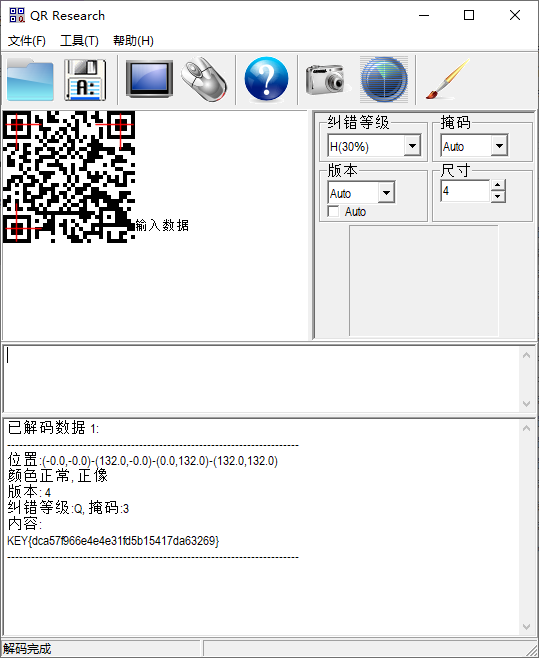 QR Research
文件(F) 工具(T) 帮助(H)
A:
输入数据
纠错等级
H(30%)
掩码
Auto
版本
Auto
Auto
尺寸
4
已解码数据 1:
--------------------------------------------------------------------------
位置:(-0.0,-0.0)-(132.0,-0.0)-(0.0,132.0)-(132.0,132.0)
颜色正常, 正像
版本: 4
纠错等级:Q, 掩码:3
内容:
KEY{dca57f966e4e4e31fd5b15417da63269}
--------------------------------------------------------------------------
解码完成